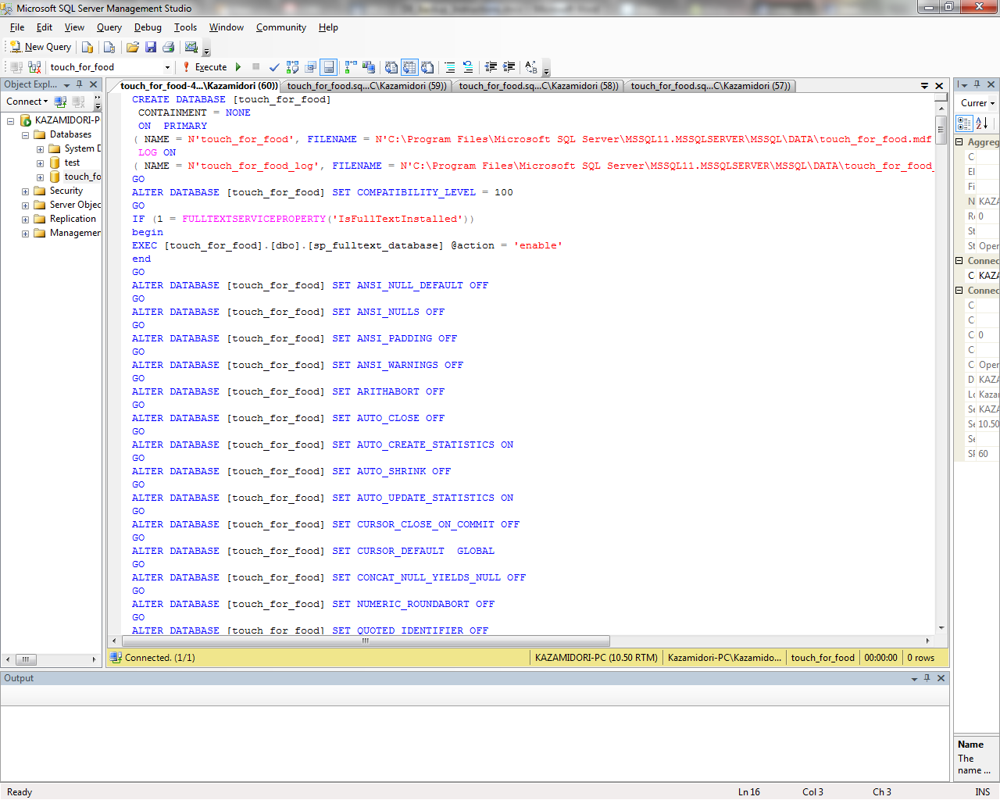 Microsoft SQL Server Management Studio
File Edit View Query Debug Tools Window Community Help
New Query
touch_for_food Execute
Object Expl...
touch_for_food-4...\Kazamidori (60)) touch_for_food.sq...C\Kazamidori (59)) touch_for_food.sq...C\Kazamidori (58)) touch_for_food.sq...C\Kazamidori (57))
Connect
KAZAMIDORI-P
Databases
System D
test
touch_fo
Security
Server Objec
Replication
Managemen
CREATE DATABASE [touch_for_food]
CONTAINMENT = NONE
ON PRIMARY
( NAME = N'touch_for_food', FILENAME = N'C:\Program Files\Microsoft SQL Server\MSSQL11.MSSQLSERVER\MSSQL\DATA\touch_for_food.mdf
LOG ON
( NAME = N'touch_for_food_log', FILENAME = N'C:\Program Files\Microsoft SQL Server\MSSQL11.MSSQLSERVER\MSSQL\DATA\touch_for_food_
GO
ALTER DATABASE [touch_for_food] SET COMPATIBILITY_LEVEL = 100
GO
IF (1 = FULLTEXTSERVICEPROPERTY('IsFullTextInstalled'))
begin
EXEC [touch_for_food].[dbo].[sp_fulltext_database] @action = 'enable'
end
GO
ALTER DATABASE [touch_for_food] SET ANSI_NULL_DEFAULT OFF
GO
ALTER DATABASE [touch_for_food] SET ANSI_NULLS OFF
GO
ALTER DATABASE [touch_for_food] SET ANSI_PADDING OFF
GO
ALTER DATABASE [touch_for_food] SET ANSI_WARNINGS OFF
GO
ALTER DATABASE [touch_for_food] SET ARITHABORT OFF
GO
ALTER DATABASE [touch_for_food] SET AUTO_CLOSE OFF
GO
ALTER DATABASE [touch_for_food] SET AUTO_CREATE_STATISTICS ON
GO
ALTER DATABASE [touch_for_food] SET AUTO_SHRINK OFF
GO
ALTER DATABASE [touch_for_food] SET AUTO_UPDATE_STATISTICS ON
GO
ALTER DATABASE [touch_for_food] SET CURSOR_CLOSE_ON_COMMIT OFF
GO
ALTER DATABASE [touch_for_food] SET CURSOR_DEFAULT GLOBAL
GO
ALTER DATABASE [touch_for_food] SET CONCAT_NULL_YIELDS_NULL OFF
GO
ALTER DATABASE [touch_for_food] SET NUMERIC_ROUNDABORT OFF
GO
ALTER DATABASE [touch_for_food] SET QUOTED_IDENTIFIER OFF
Connected. (1/1) KAZAMIDORI-PC (10.50 RTM) Kazamidori-PC\Kazamido... touch_for_food 00:00:00 0 rows
Currer
Aggreg
C
El
Fi
N KAZA
Re 0
St
St Oper
Connec
C KAZA
Connec
C
C
C 0
C
C Oper
D KAZA
Lo Kazar
Se KAZA
Se 10.50
Se
SP 60
Output
Name
The
name ...
Ready Ln 16 Col 3 Ch 3 INS